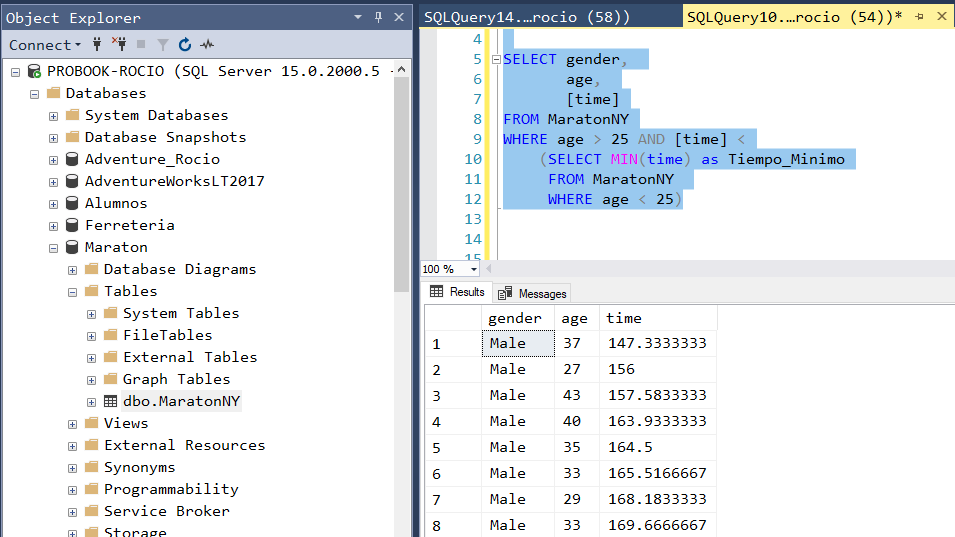 Object Explorer
Connect
PROBOOK-ROCIO (SQL Server 15.0.2000.5 -
Databases
System Databases
Database Snapshots
Adventure_Rocio
AdventureWorksLT2017
Alumnos
Ferreteria
Maraton
Database Diagrams
Tables
System Tables
FileTables
External Tables
Graph Tables
dbo.MaratonNY
Views
External Resources
Synonyms
Programmability
Service Broker
Storage
SQLQuery14....rocio (58))
SQLQuery10....rocio (54))*
4
5 SELECT gender,
6 age,
7 [time]
8 FROM MaratonNY
9 WHERE age > 25 AND [time] <
10 (SELECT MIN(time) as Tiempo_Minimo
11 FROM MaratonNY
12 WHERE age < 25)
13
14
15
100 %
Results Messages
gender age time
1 Male 37 147.3333333
2 Male 27 156
3 Male 43 157.5833333
4 Male 40 163.9333333
5 Male 35 164.5
6 Male 33 165.5166667
7 Male 29 168.1833333
8 Male 33 169.6666667